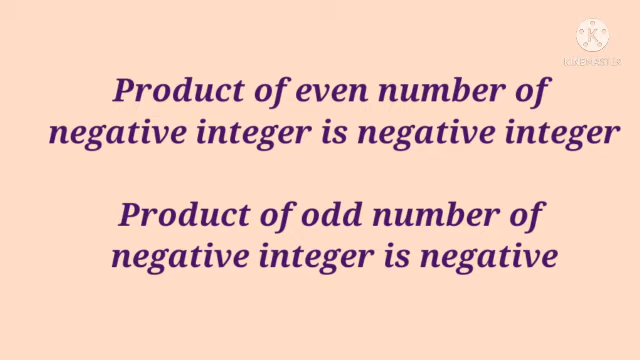 KINEMASTER
Product of even number of
negative integer is negative integer
Product of odd number of
negative integer is negative